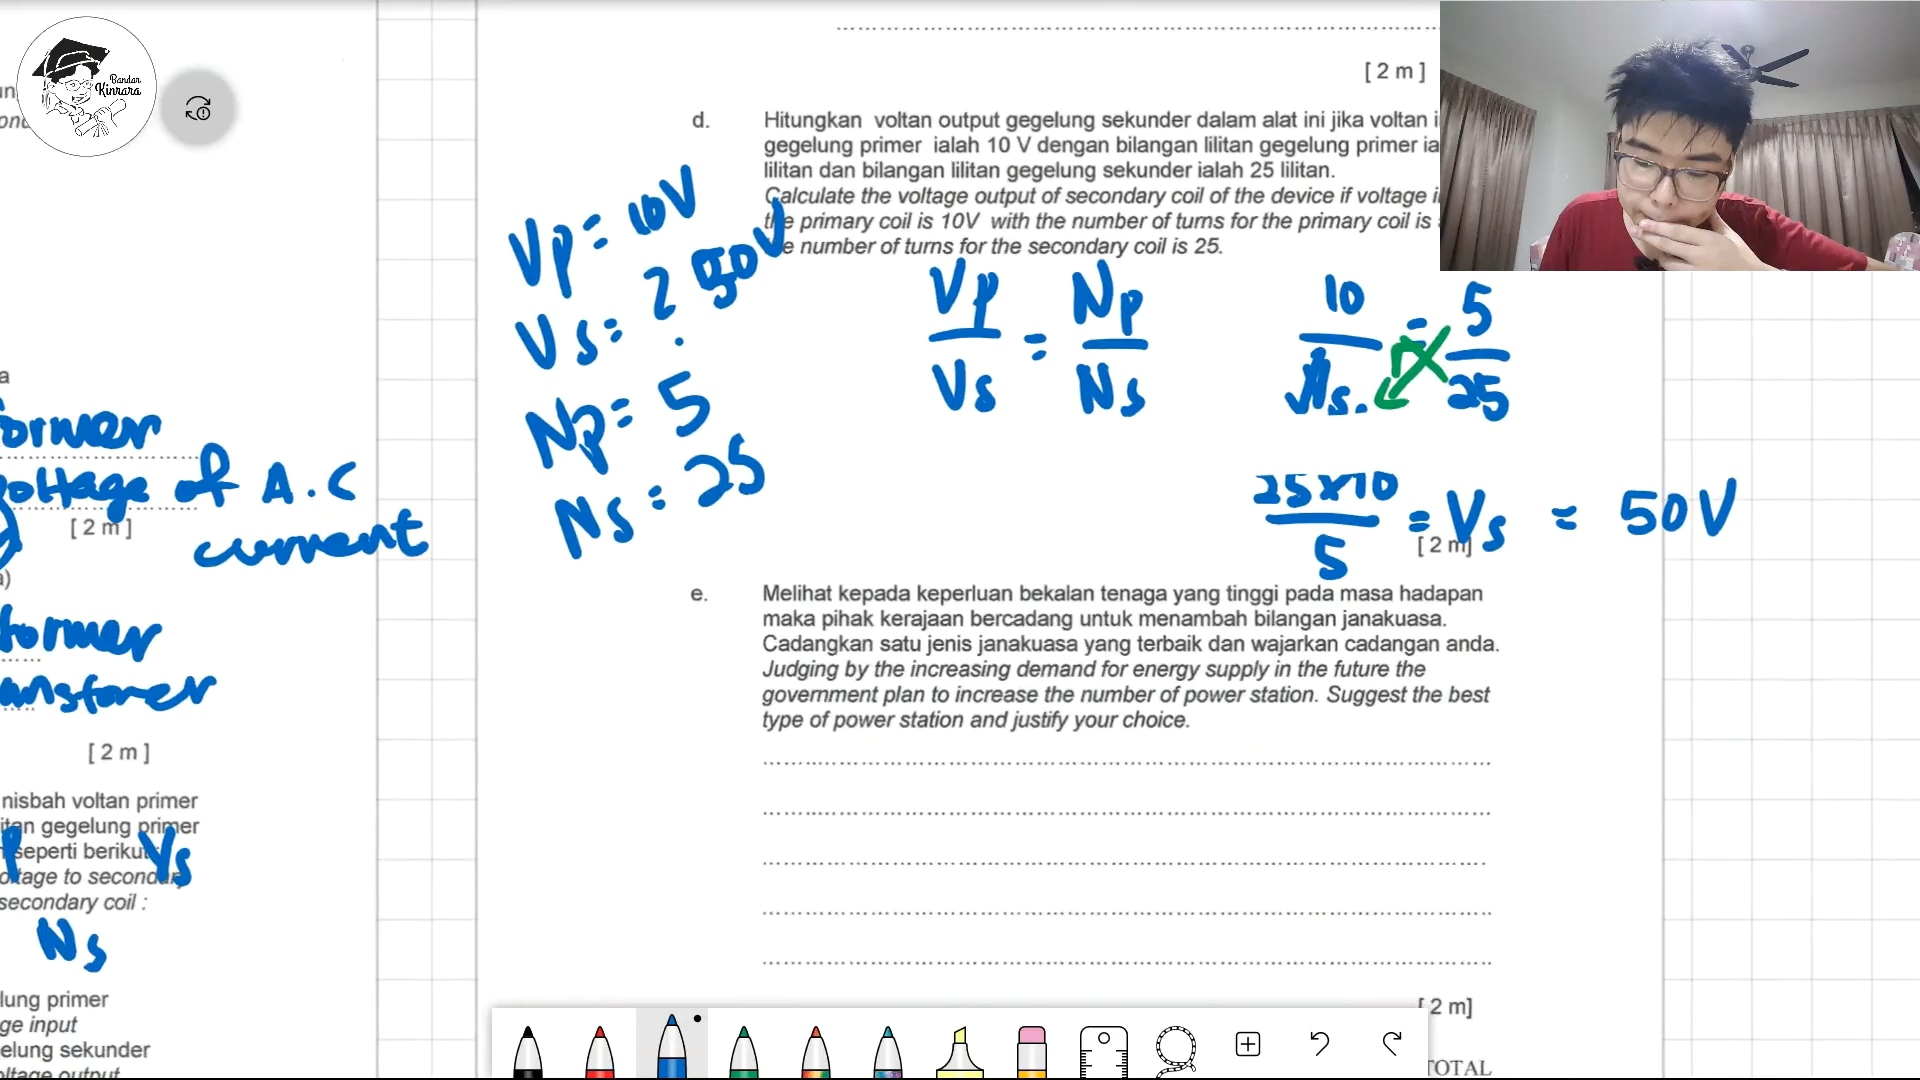 Bandar
Kinrara
former
voltage of A.C
current
[ 2 m ]
former
[ 2 m ]
nisbah voltan primer
gegelung primer
seperti berikut
Vs
secondary coil :
Ns
lung primer
ge input
elung sekunder
ltage output
[ 2 m ]
d. Hitungkan voltan output gegelung sekunder dalam alat ini jika voltan i
gegelung primer ialah 10 V dengan bilangan lilitan gegelung primer ia
lilitan dan bilangan lilitan gegelung sekunder ialah 25 lilitan.
Calculate the voltage output of secondary coil of the device if voltage i
the primary coil is 10V with the number of turns for the primary coil is
e number of turns for the secondary coil is 25.
Vp = 10V
Vs = ? 50V
Np = 5
Ns = 25
Vp/Vs = Np/Ns
10/Vs. = 5/25
25x10/5 = Vs = 50V
[ 2 m]
e. Melihat kepada keperluan bekalan tenaga yang tinggi pada masa hadapan
maka pihak kerajaan bercadang untuk menambah bilangan janakuasa.
Cadangkan satu jenis janakuasa yang terbaik dan wajarkan cadangan anda.
Judging by the increasing demand for energy supply in the future the
government plan to increase the number of power station. Suggest the best
type of power station and justify your choice.
[ 2 m]
TOTAL